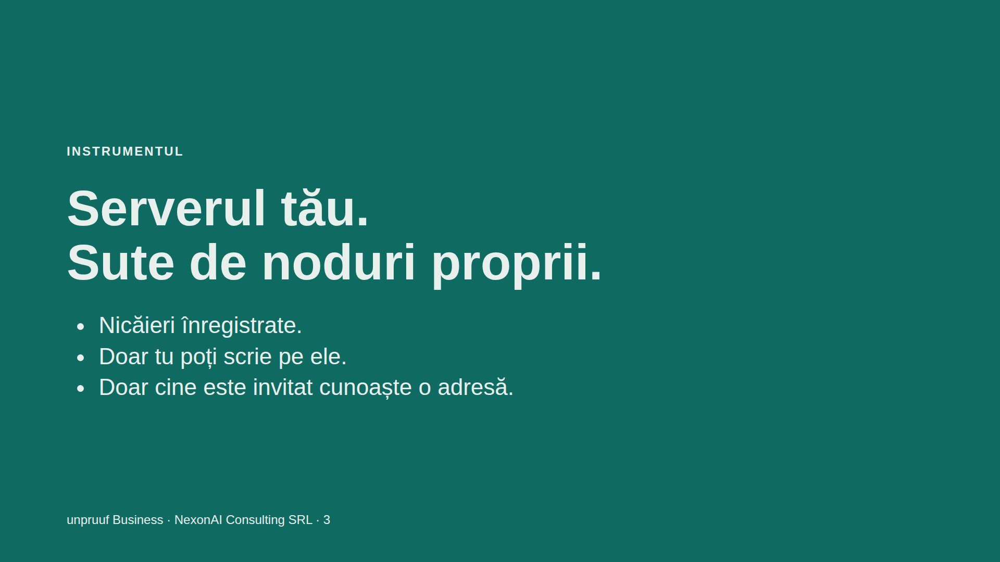 INSTRUMENTUL
Serverul tău.
Sute de noduri proprii.
• Nicăieri înregistrate.
• Doar tu poți scrie pe ele.
• Doar cine este invitat cunoaște o adresă.
unpruuf Business · NexonAI Consulting SRL · 3